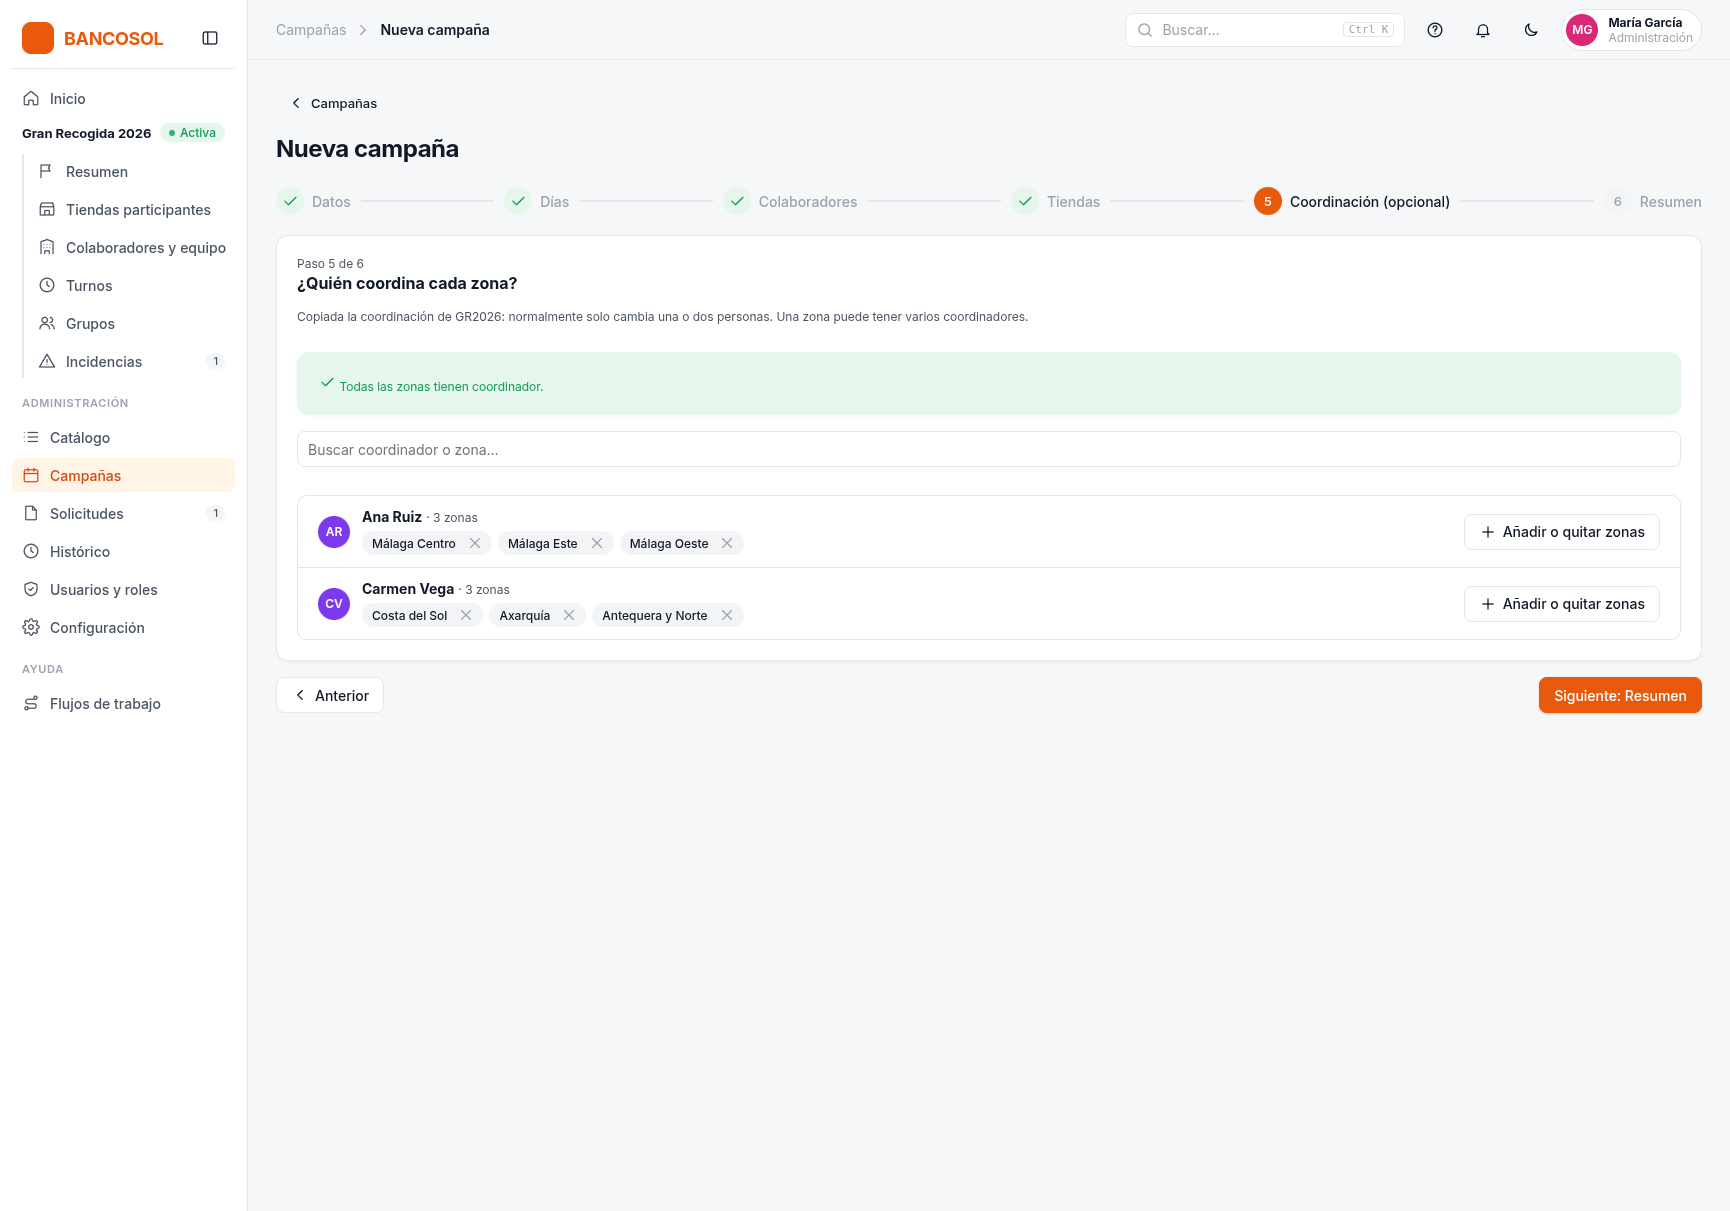 BANCOSOL
Inicio
Gran Recogida 2026 Activa
Resumen
Tiendas participantes
Colaboradores y equipo
Turnos
Grupos
Incidencias 1
ADMINISTRACIÓN
Catálogo
Campañas
Solicitudes 1
Histórico
Usuarios y roles
Configuración
AYUDA
Flujos de trabajo
Campañas Nueva campaña
Buscar... Ctrl K
MG María García
Administración
Campañas
Nueva campaña
Datos Días Colaboradores Tiendas 5 Coordinación (opcional) 6 Resumen
Paso 5 de 6
¿Quién coordina cada zona?
Copiada la coordinación de GR2026: normalmente solo cambia una o dos personas. Una zona puede tener varios coordinadores.
Todas las zonas tienen coordinador.
Buscar coordinador o zona...
AR Ana Ruiz · 3 zonas
Málaga Centro Málaga Este Málaga Oeste
Añadir o quitar zonas
CV Carmen Vega · 3 zonas
Costa del Sol Axarquía Antequera y Norte
Añadir o quitar zonas
Anterior
Siguiente: Resumen